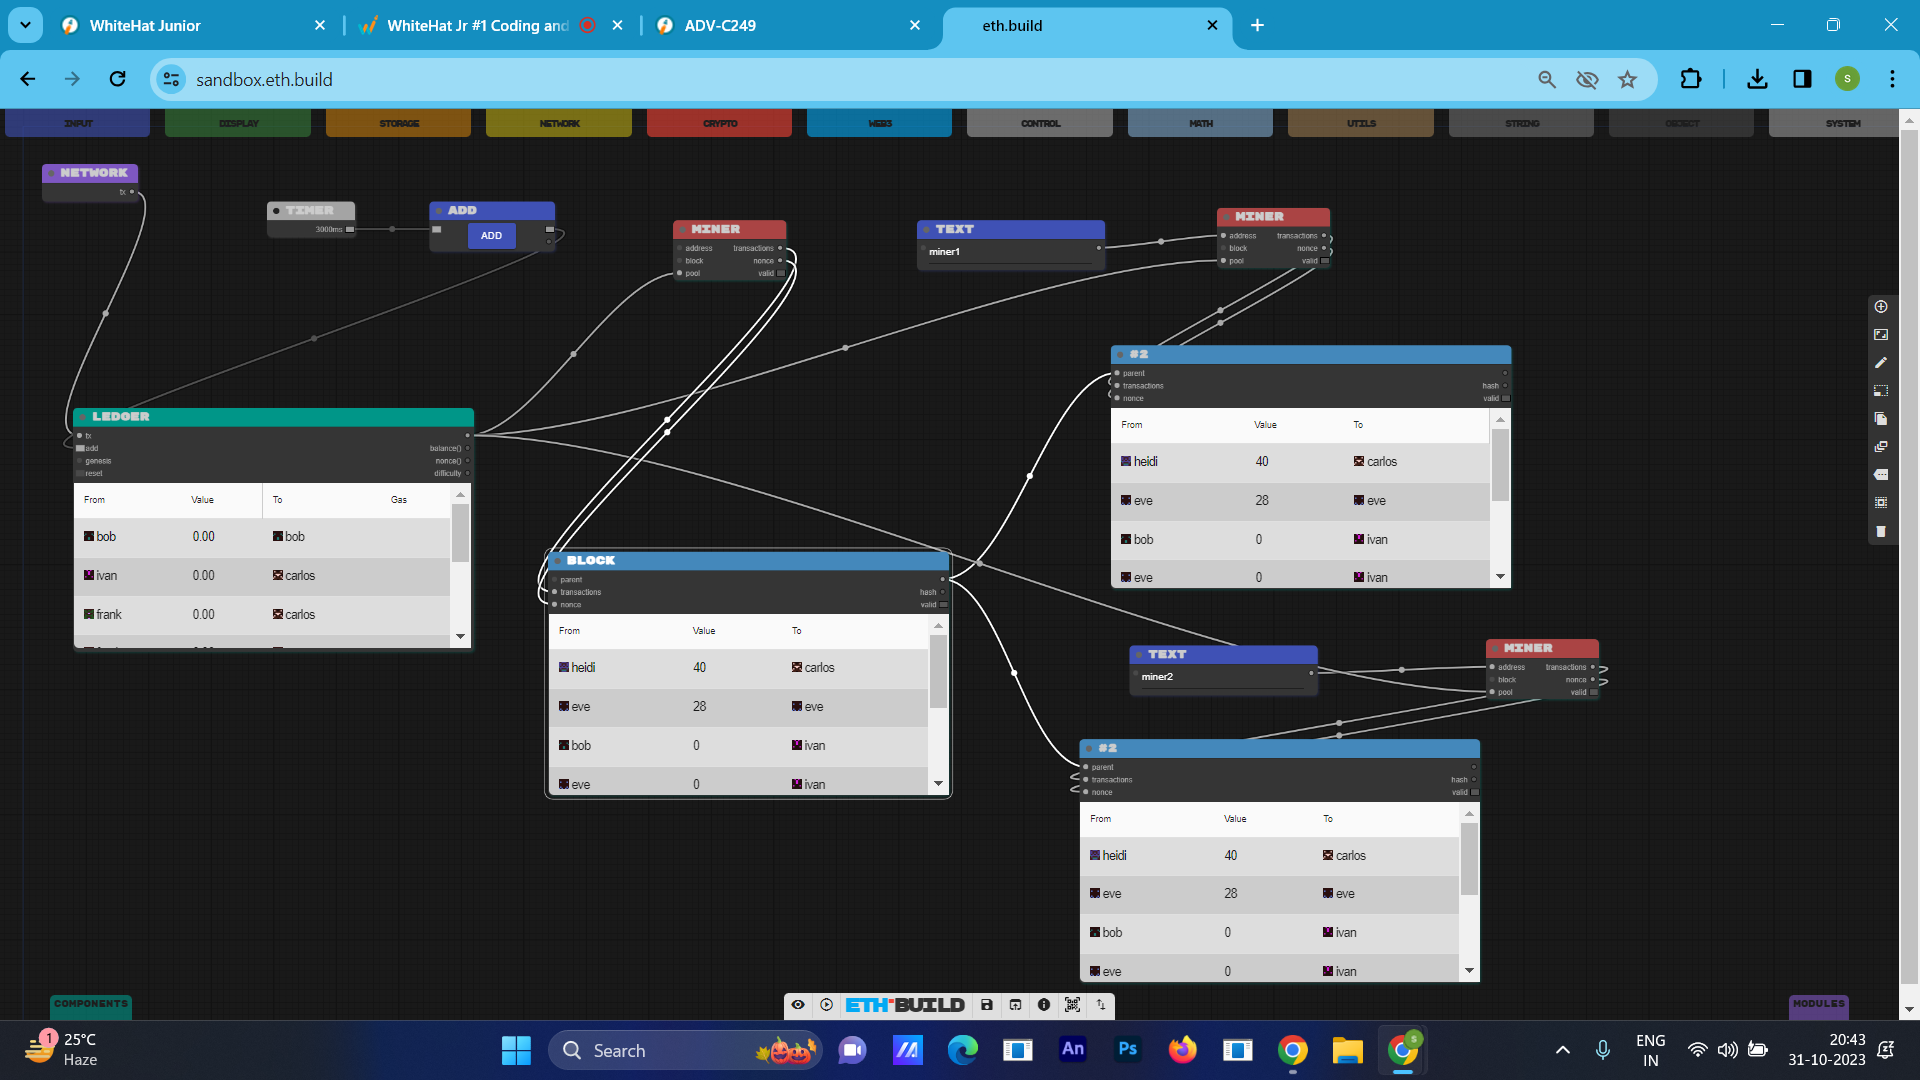 WhiteHat Junior
WhiteHat Jr #1 Coding and
ADV-C249
eth.build
sandbox.eth.build
S
INPUT
DISPLAY
STORAGE
NETWORK
CRYPTO
WEB3
CONTROL
MATH
UTILS
STRING
OBJECT
SYSTEM
NETWORK
tx
TIMER
3000ms
ADD
ADD
MINER
address transactions
block nonce
pool valid
TEXT
miner1
MINER
address transactions
block nonce
pool valid
LEDGER
tx
add balance()
genesis nonce()
reset difficulty
From Value To Gas
bob 0.00 bob
ivan 0.00 carlos
frank 0.00 carlos
#2
parent
transactions hash
nonce valid
From Value To
heidi 40 carlos
eve 28 eve
bob 0 ivan
eve 0 ivan
BLOCK
parent
transactions hash
nonce valid
From Value To
heidi 40 carlos
eve 28 eve
bob 0 ivan
eve 0 ivan
TEXT
miner2
MINER
address transactions
block nonce
pool valid
#2
parent
transactions hash
nonce valid
From Value To
heidi 40 carlos
eve 28 eve
bob 0 ivan
eve 0 ivan
COMPONENTS
ETH BUILD
MODULES
1
25°C
Haze
Search
An
Ps
S
ENG
IN
20:43
31-10-2023